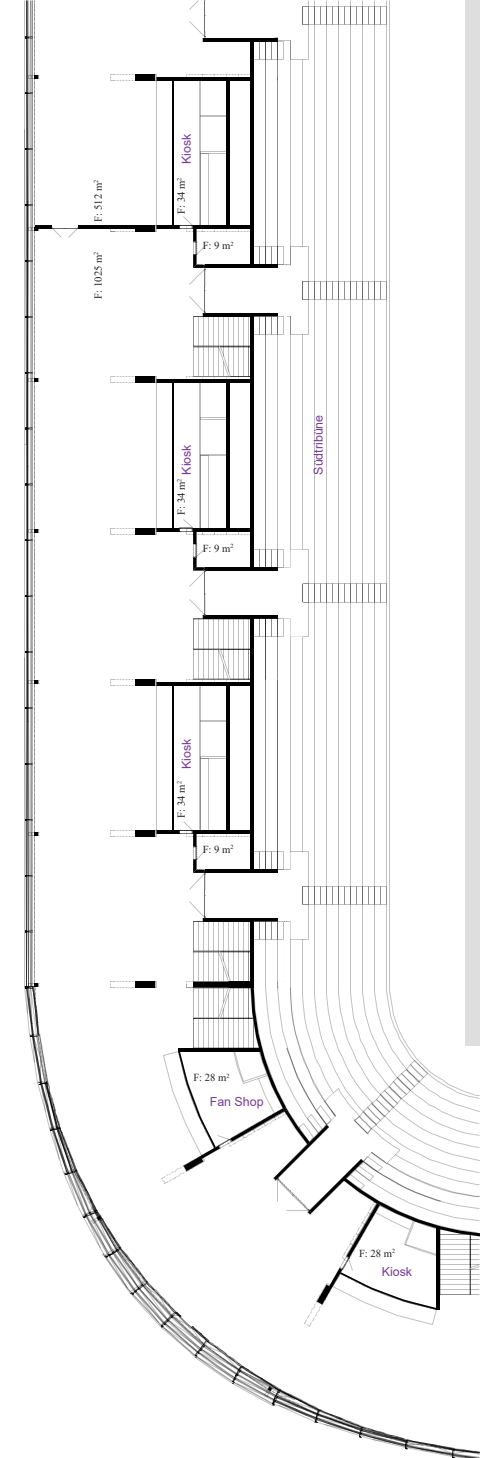 Kiosk
F: 34 m²
F: 512 m²
F: 9 m²
F: 1025 m²
Südtribüne
Kiosk
F: 34 m²
F: 9 m²
Kiosk
F: 34 m²
F: 9 m²
F: 28 m²
Fan Shop
F: 28 m²
Kiosk